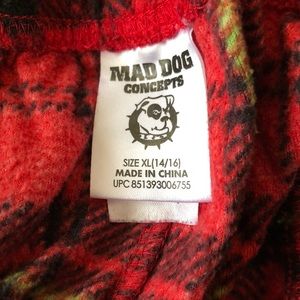 MAD DOG
CONCEPTS
SIZE XL(14/16)
MADE IN CHINA
UPC 851393006755